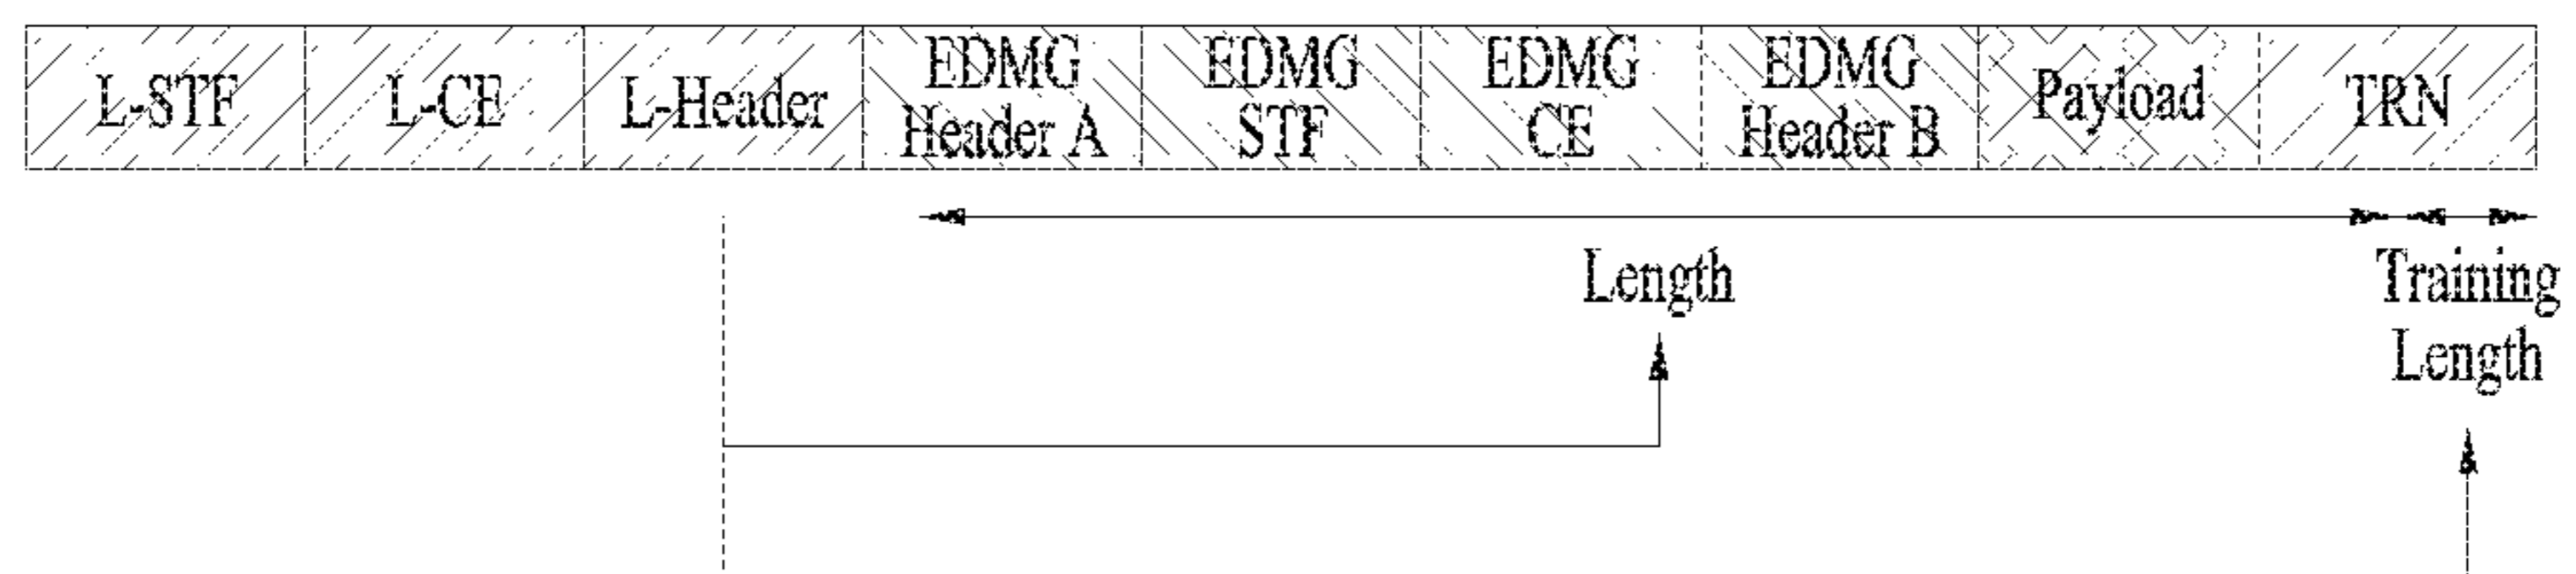 L-STF
L-CE
L-Header
EDMG
Header A
EDMG
STF
EDMG
CE
EDMG
Header B
Payload
TRN
Length
Training
Length